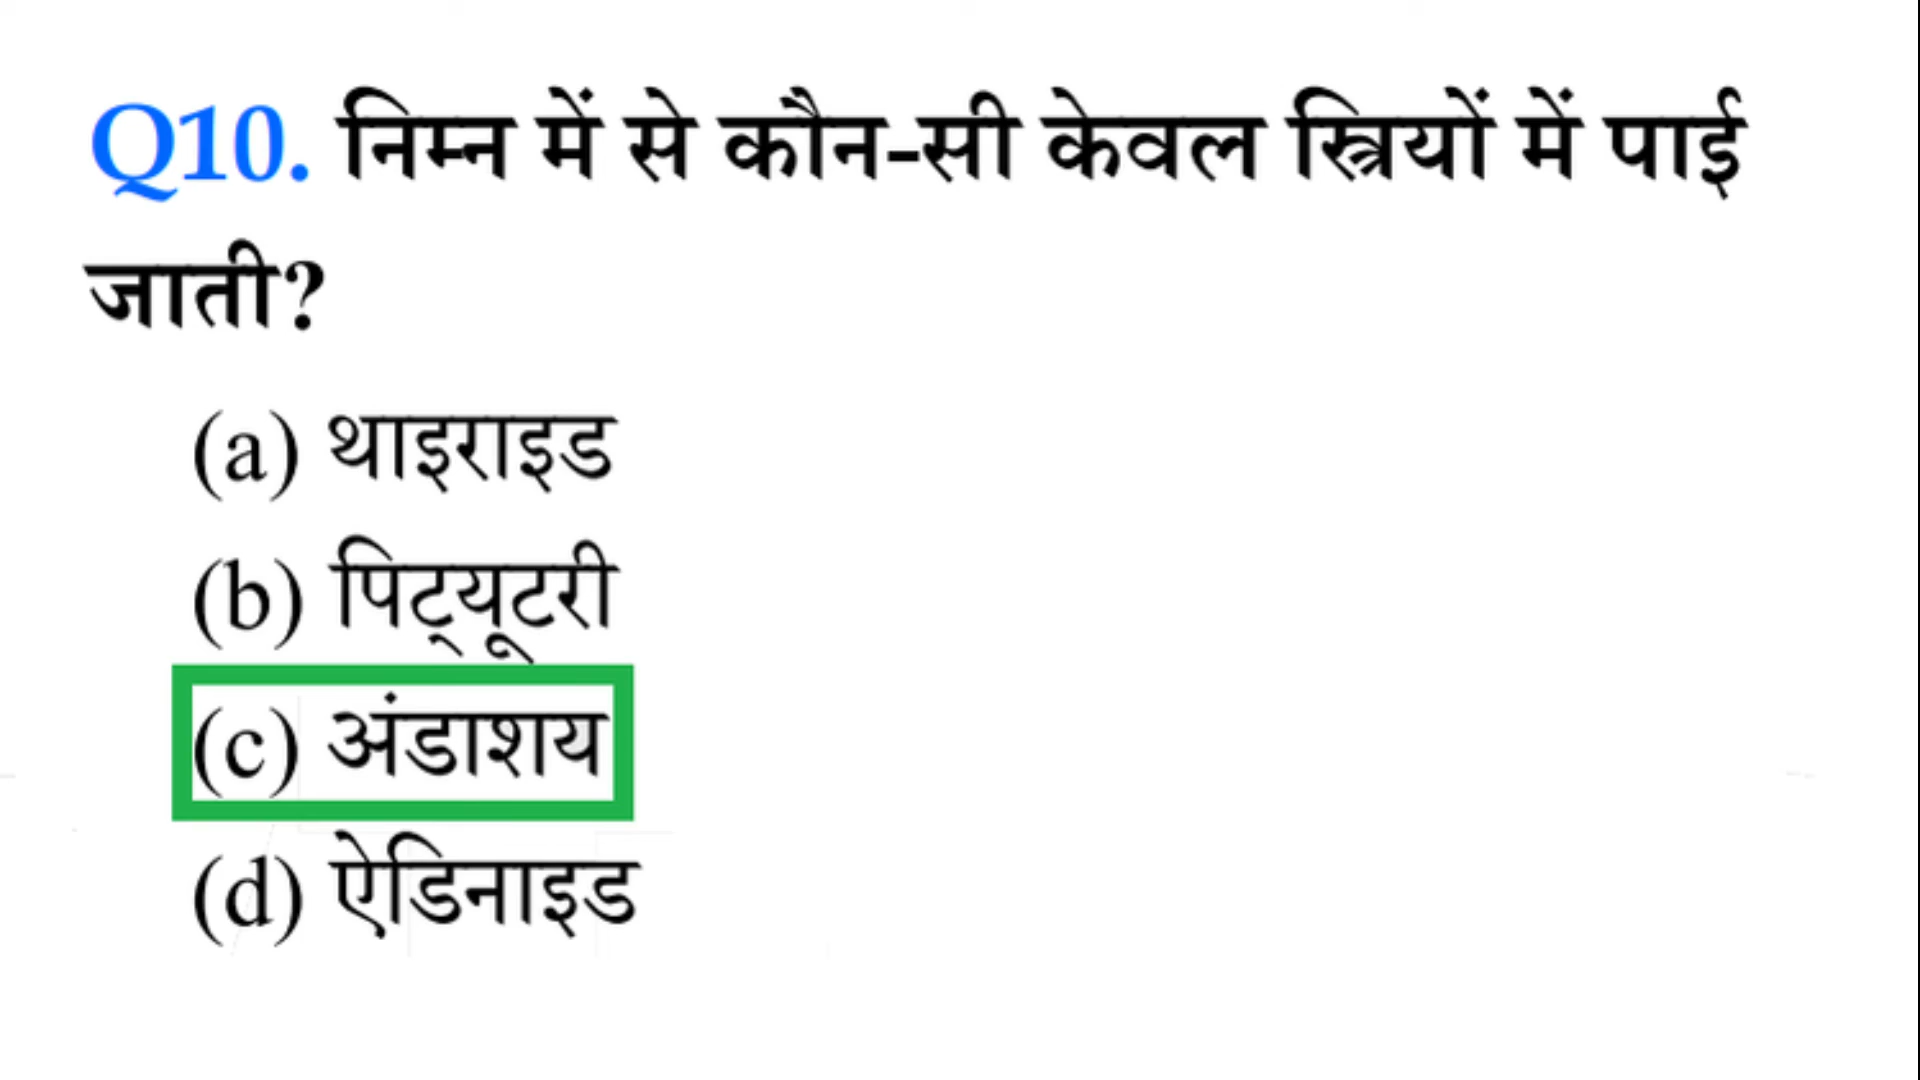 Q10. निम्न में से कौन-सी केवल स्त्रियों में पाई
जाती?
(a) थाइराइड
(b) पिट्यूटरी
(c) अंडाशय
(d) ऐडिनाइड